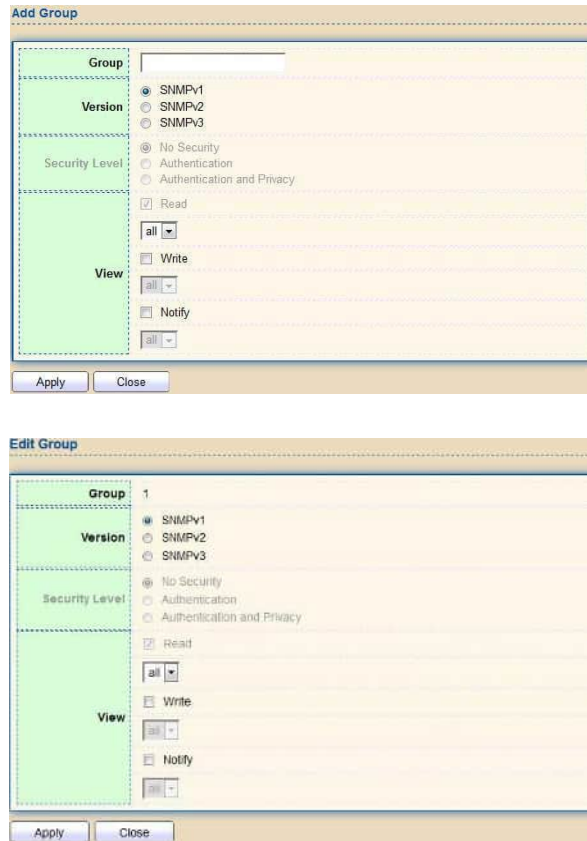 Add Group
Group
Version
SNMPv1
SNMPv2
SNMPv3
Security Level
No Security
Authentication
Authentication and Privacy
View
Read
all
Write
all
Notify
all
Apply
Close
Edit Group
Group
1
Version
SNMPv1
SNMPv2
SNMPv3
Security Level
No Security
Authentication
Authentication and Privacy
View
Read
all
Write
all
Notify
all
Apply
Close